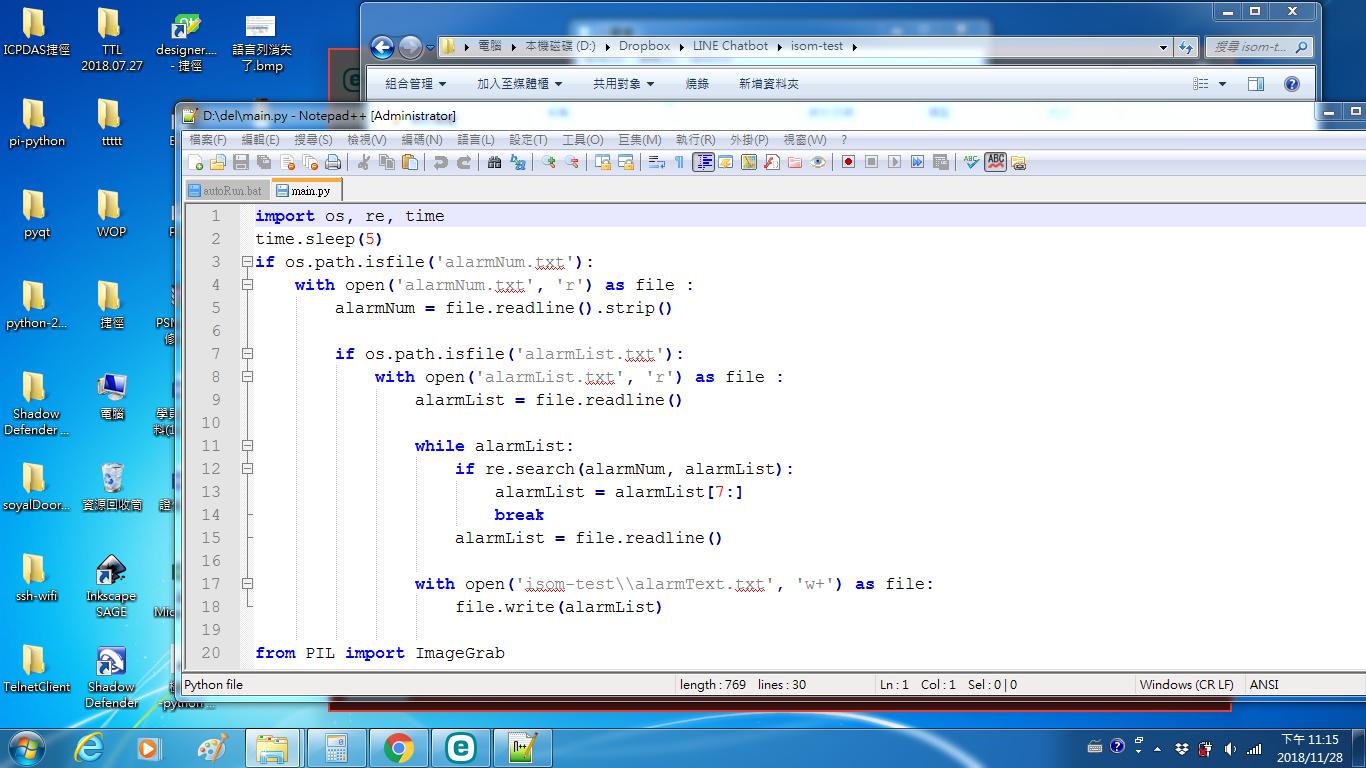 ICPDAS捷徑
TTL
2018.07.27
designer....
- 捷徑
語言列消失
了.bmp
pi-python
ttttt
pyqt
WOP
python-2...
捷徑
Shadow
Defender ...
電腦
soyalDoor...
資源回收筒
ssh-wifi
Inkscape
SAGE
TelnetClient
Shadow
Defender
-python ...
電腦 本機磁碟 (D:) Dropbox LINE Chatbot isom-test
搜尋 isom-t...
組合管理 加入至媒體櫃 共用對象 燒錄 新增資料夾
D:\del\main.py - Notepad++ [Administrator]
檔案(F) 編輯(E) 搜尋(S) 檢視(V) 編碼(N) 語言(L) 設定(T) 工具(O) 巨集(M) 執行(R) 外掛(P) 視窗(W) ?
autoRun.bat main.py
1 import os, re, time
2 time.sleep(5)
3 if os.path.isfile('alarmNum.txt'):
4     with open('alarmNum.txt', 'r') as file :
5         alarmNum = file.readline().strip()
6
7         if os.path.isfile('alarmList.txt'):
8             with open('alarmList.txt', 'r') as file :
9                 alarmList = file.readline()
10
11                 while alarmList:
12                     if re.search(alarmNum, alarmList):
13                         alarmList = alarmList[7:]
14                         break
15                     alarmList = file.readline()
16
17                 with open('isom-test\\alarmText.txt', 'w+') as file:
18                     file.write(alarmList)
19
20 from PIL import ImageGrab
Python file length : 769 lines : 30 Ln : 1 Col : 1 Sel : 0 | 0 Windows (CR LF) ANSI
下午 11:15
2018/11/28